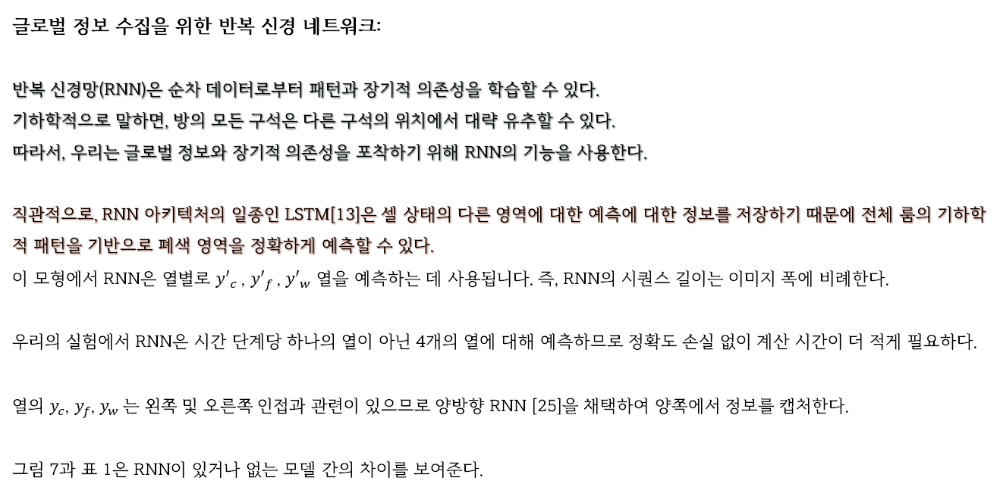 글로벌 정보 수집을 위한 반복 신경 네트워크:
반복 신경망(RNN)은 순차 데이터로부터 패턴과 장기적 의존성을 학습할 수 있다.
기하학적으로 말하면, 방의 모든 구석은 다른 구석의 위치에서 대략 유추할 수 있다.
따라서, 우리는 글로벌 정보와 장기적 의존성을 포착하기 위해 RNN의 기능을 사용한다.
직관적으로, RNN 아키텍처의 일종인 LSTM[13]은 셀 상태의 다른 영역에 대한 예측에 대한 정보를 저장하기 때문에 전체 룸의 기하학
적 패턴을 기반으로 폐색 영역을 정확하게 예측할 수 있다.
이 모형에서 RNN은 열별로 y′c , y′f , y′w 열을 예측하는 데 사용됩니다. 즉, RNN의 시퀀스 길이는 이미지 폭에 비례한다.
우리의 실험에서 RNN은 시간 단계당 하나의 열이 아닌 4개의 열에 대해 예측하므로 정확도 손실 없이 계산 시간이 더 적게 필요하다.
열의 yc, yf, yw 는 왼쪽 및 오른쪽 인접과 관련이 있으므로 양방향 RNN [25]을 채택하여 양쪽에서 정보를 캡처한다.
그림 7과 표 1은 RNN이 있거나 없는 모델 간의 차이를 보여준다.